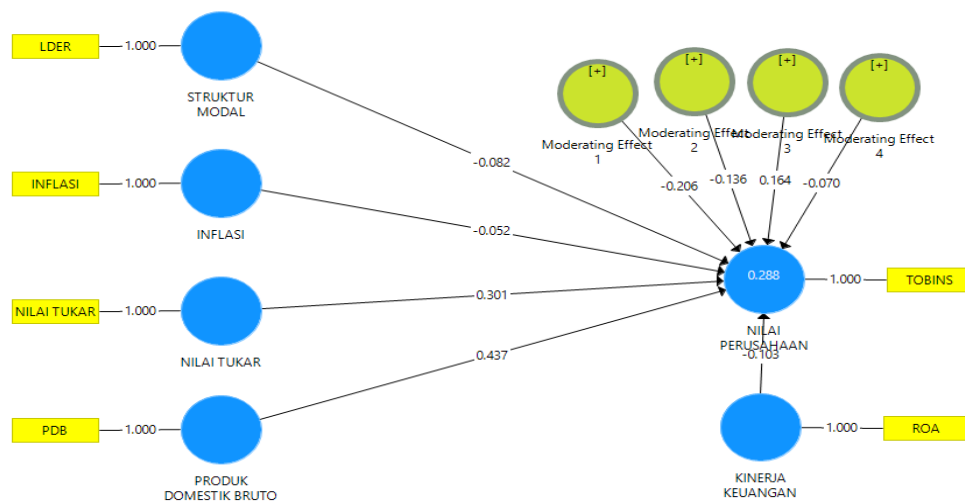 LDER
1.000
STRUKTUR
MODAL
INFLASI
1.000
INFLASI
NILAI TUKAR
1.000
NILAI TUKAR
PDB
1.000
PRODUK
DOMESTIK BRUTO
[+]
Moderating Effect
1
[+]
Moderating Effect
2
[+]
Moderating Effect
3
[+]
Moderating Effect
4
-0.082
-0.052
0.301
0.437
-0.206
-0.136
0.164
-0.070
0.288
NILAI
PERUSAHAAN
1.000
TOBINS
-0.103
KINERJA
KEUANGAN
1.000
ROA